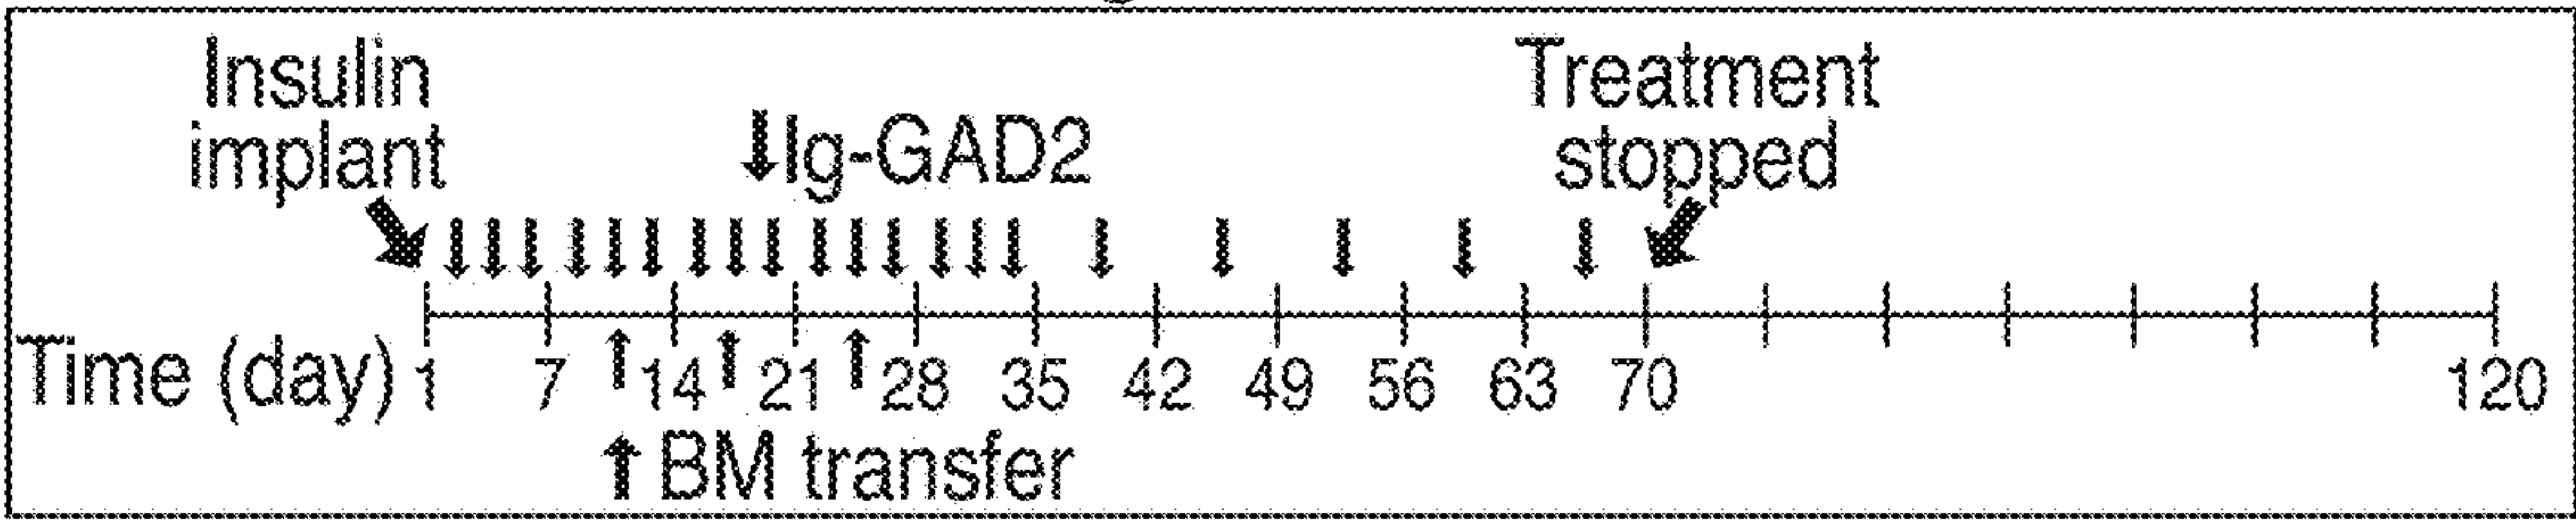 Insulin
implant
↓Ig-GAD2
Treatment
stopped
Time (day) 1 7 14 21 28 35 42 49 56 63 70 120
↑ BM transfer